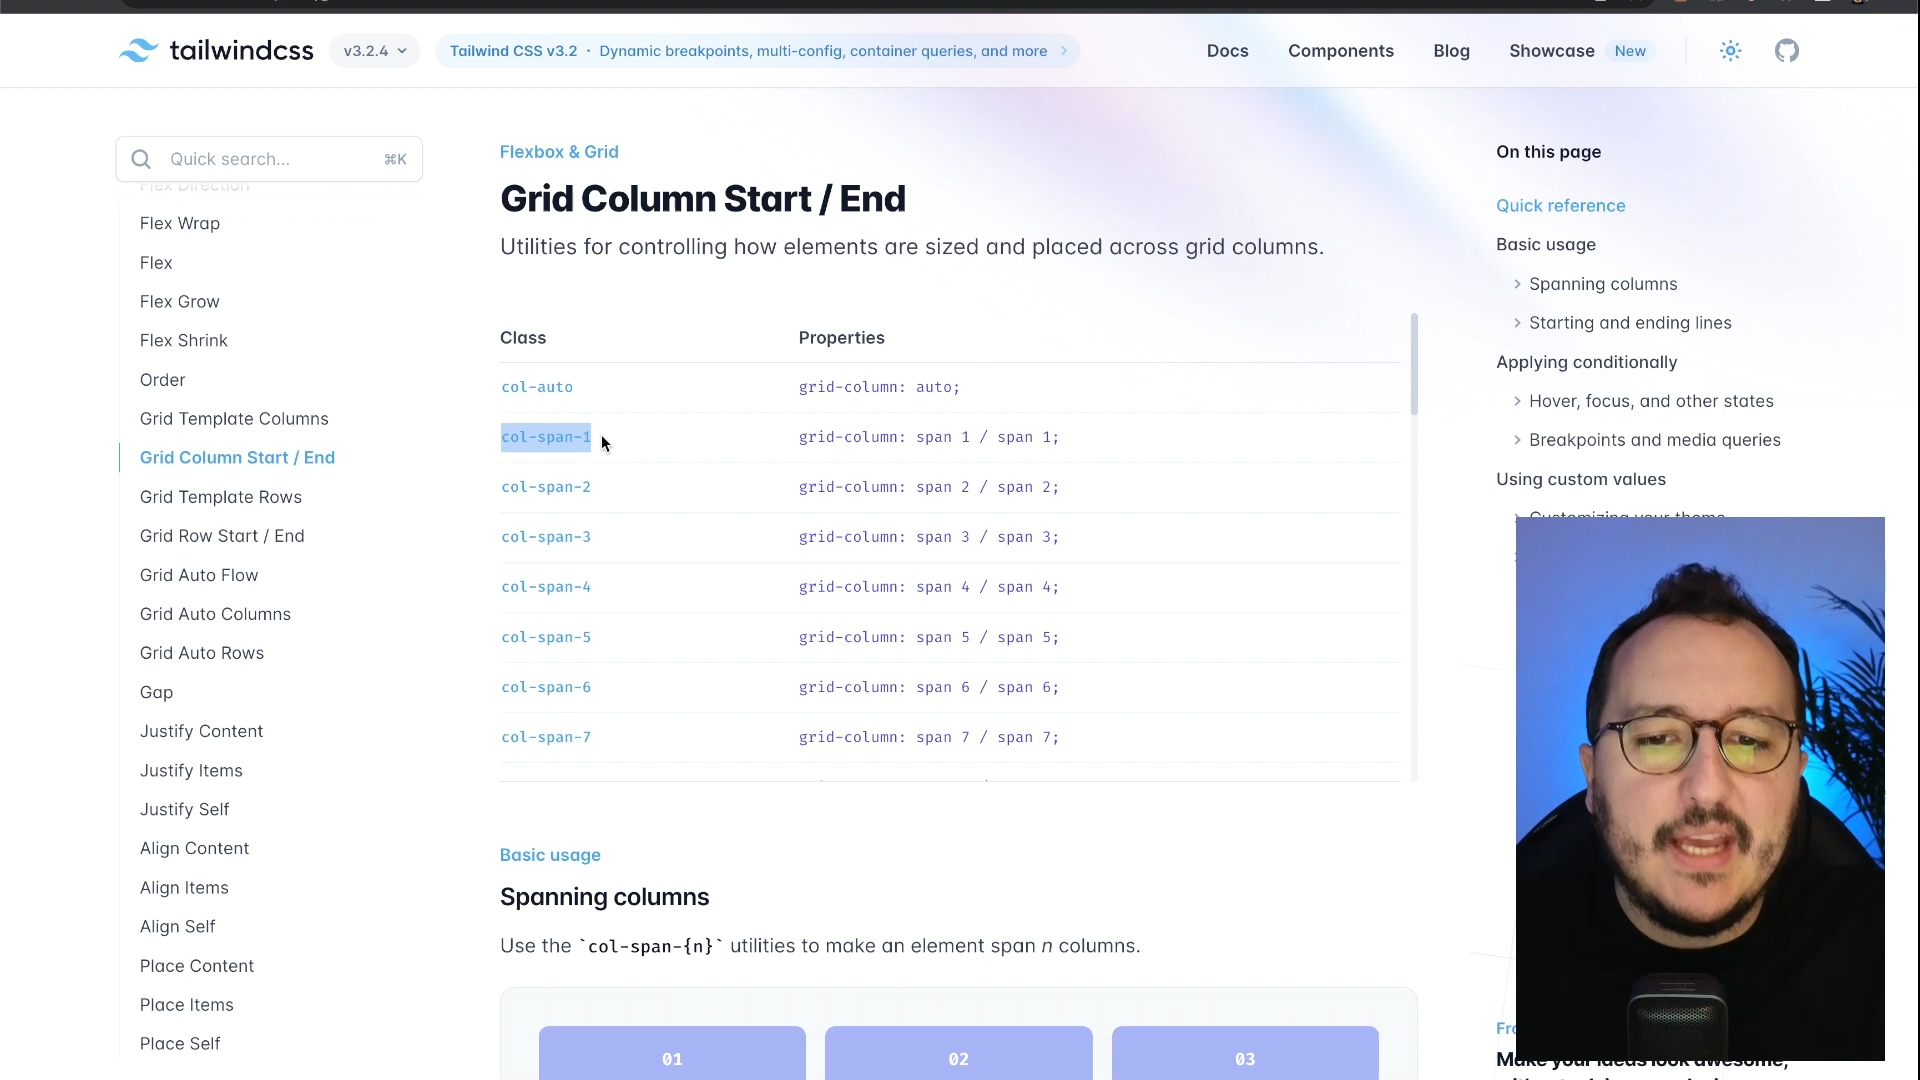 tailwindcss
v3.2.4
Tailwind CSS v3.2 · Dynamic breakpoints, multi-config, container queries, and more
Docs
Components
Blog
Showcase
New
Quick search...
⌘K
Flex Direction
Flex Wrap
Flex
Flex Grow
Flex Shrink
Order
Grid Template Columns
Grid Column Start / End
Grid Template Rows
Grid Row Start / End
Grid Auto Flow
Grid Auto Columns
Grid Auto Rows
Gap
Justify Content
Justify Items
Justify Self
Align Content
Align Items
Align Self
Place Content
Place Items
Place Self
Flexbox & Grid
Grid Column Start / End
Utilities for controlling how elements are sized and placed across grid columns.
Class Properties
col-auto grid-column: auto;
col-span-1 grid-column: span 1 / span 1;
col-span-2 grid-column: span 2 / span 2;
col-span-3 grid-column: span 3 / span 3;
col-span-4 grid-column: span 4 / span 4;
col-span-5 grid-column: span 5 / span 5;
col-span-6 grid-column: span 6 / span 6;
col-span-7 grid-column: span 7 / span 7;
Basic usage
Spanning columns
Use the `col-span-{n}` utilities to make an element span n columns.
01
02
03
On this page
Quick reference
Basic usage
Spanning columns
Starting and ending lines
Applying conditionally
Hover, focus, and other states
Breakpoints and media queries
Using custom values
Customizing your theme
Make your ideas look awesome,